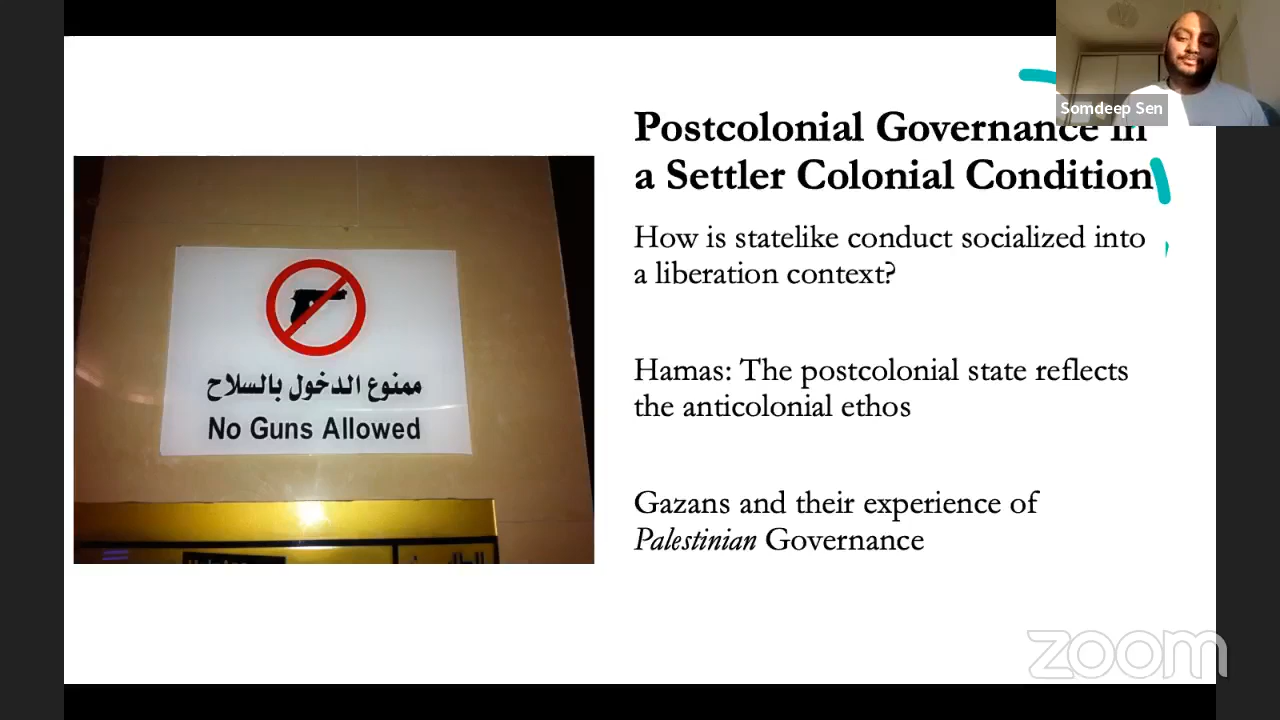 Somdeep Sen
Postcolonial Governance in
a Settler Colonial Condition
How is statelike conduct socialized into
a liberation context?
Hamas: The postcolonial state reflects
the anticolonial ethos
Gazans and their experience of
Palestinian Governance
ممنوع الدخول بالسلاح
No Guns Allowed
zoom